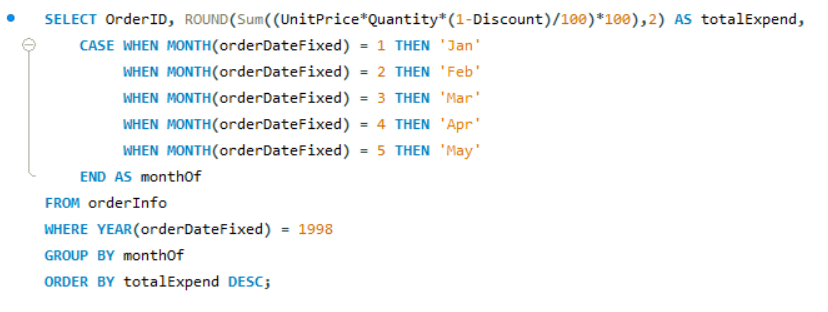 SELECT OrderID, ROUND(Sum((UnitPrice*Quantity*(1-Discount)/100)*100),2) AS totalExpend,
CASE WHEN MONTH(orderDateFixed) = 1 THEN 'Jan'
WHEN MONTH(orderDateFixed) = 2 THEN 'Feb'
WHEN MONTH(orderDateFixed) = 3 THEN 'Mar'
WHEN MONTH(orderDateFixed) = 4 THEN 'Apr'
WHEN MONTH(orderDateFixed) = 5 THEN 'May'
END AS monthOf
FROM orderInfo
WHERE YEAR(orderDateFixed) = 1998
GROUP BY monthOf
ORDER BY totalExpend DESC;